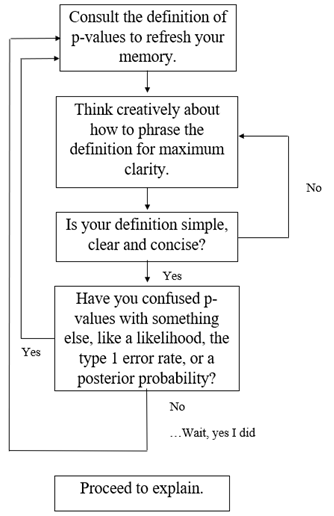 Consult the definition of
p-values to refresh your
memory.
Think creatively about
how to phrase the
definition for maximum
clarity.
No
Is your definition simple,
clear and concise?
Yes
Have you confused p-
values with something
else, like a likelihood, the
type 1 error rate, or a
posterior probability?
Yes
No
...Wait, yes I did
Proceed to explain.